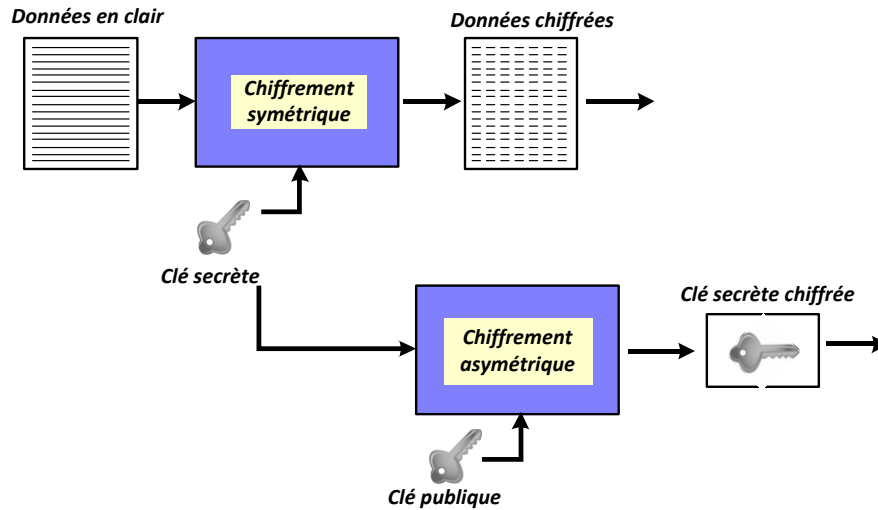 Données en clair
Données chiffrées
Chiffrement
symétrique
Clé secrète
Clé secrète chiffrée
Chiffrement
asymétrique
Clé publique